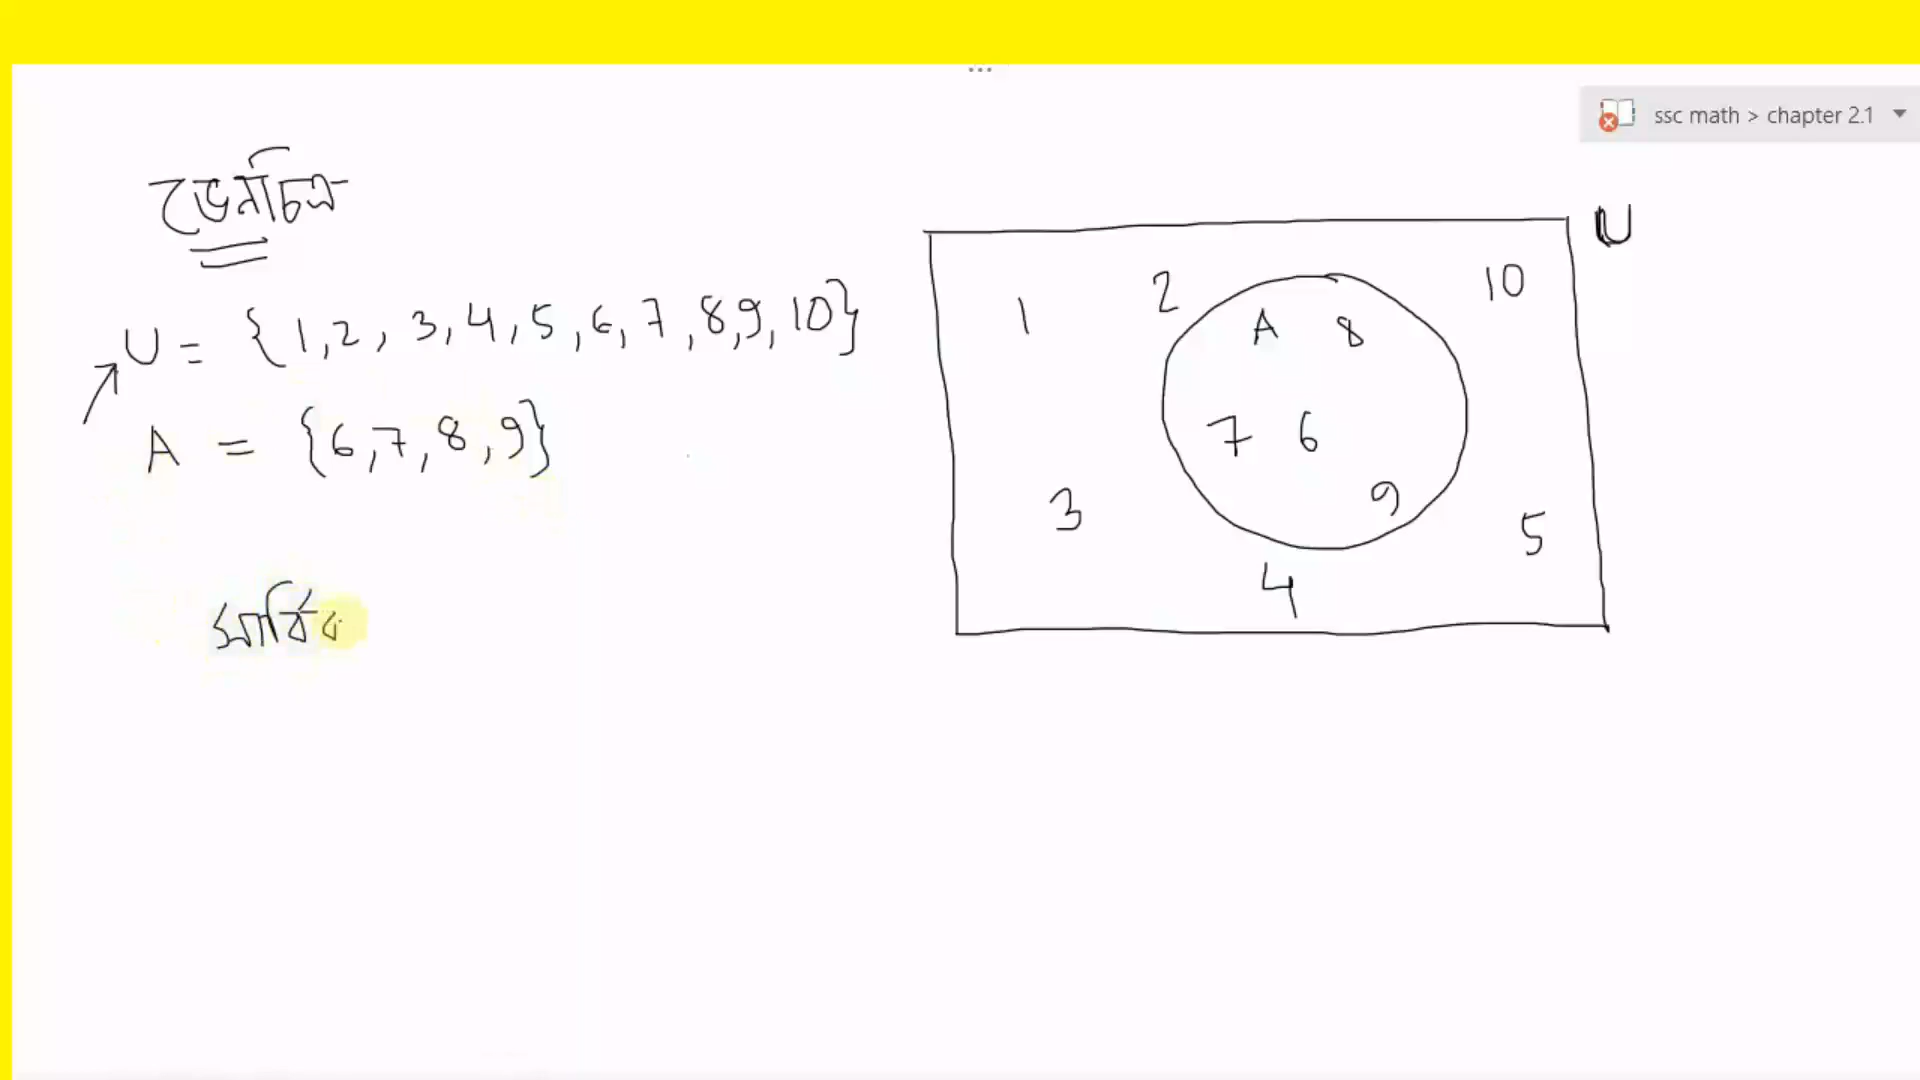 ssc math > chapter 2.1
ভেনচিত্র
U = {1,2, 3,4,5,6,7,8,9,10}
A = {6,7,8,9}
সার্বিক
U
1 2 10
A 8
7 6
3 9 5
4